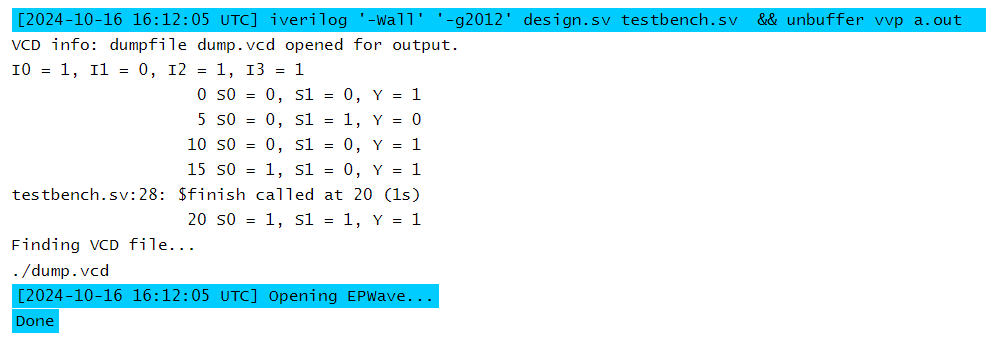 [2024-10-16 16:12:05 UTC] iverilog '-Wall' '-g2012' design.sv testbench.sv  && unbuffer vvp a.out
VCD info: dumpfile dump.vcd opened for output.
I0 = 1, I1 = 0, I2 = 1, I3 = 1
                   0 S0 = 0, S1 = 0, Y = 1
                   5 S0 = 0, S1 = 1, Y = 0
                  10 S0 = 0, S1 = 0, Y = 1
                  15 S0 = 1, S1 = 0, Y = 1
testbench.sv:28: $finish called at 20 (1s)
                  20 S0 = 1, S1 = 1, Y = 1
Finding VCD file...
./dump.vcd
[2024-10-16 16:12:05 UTC] Opening EPWave...
Done